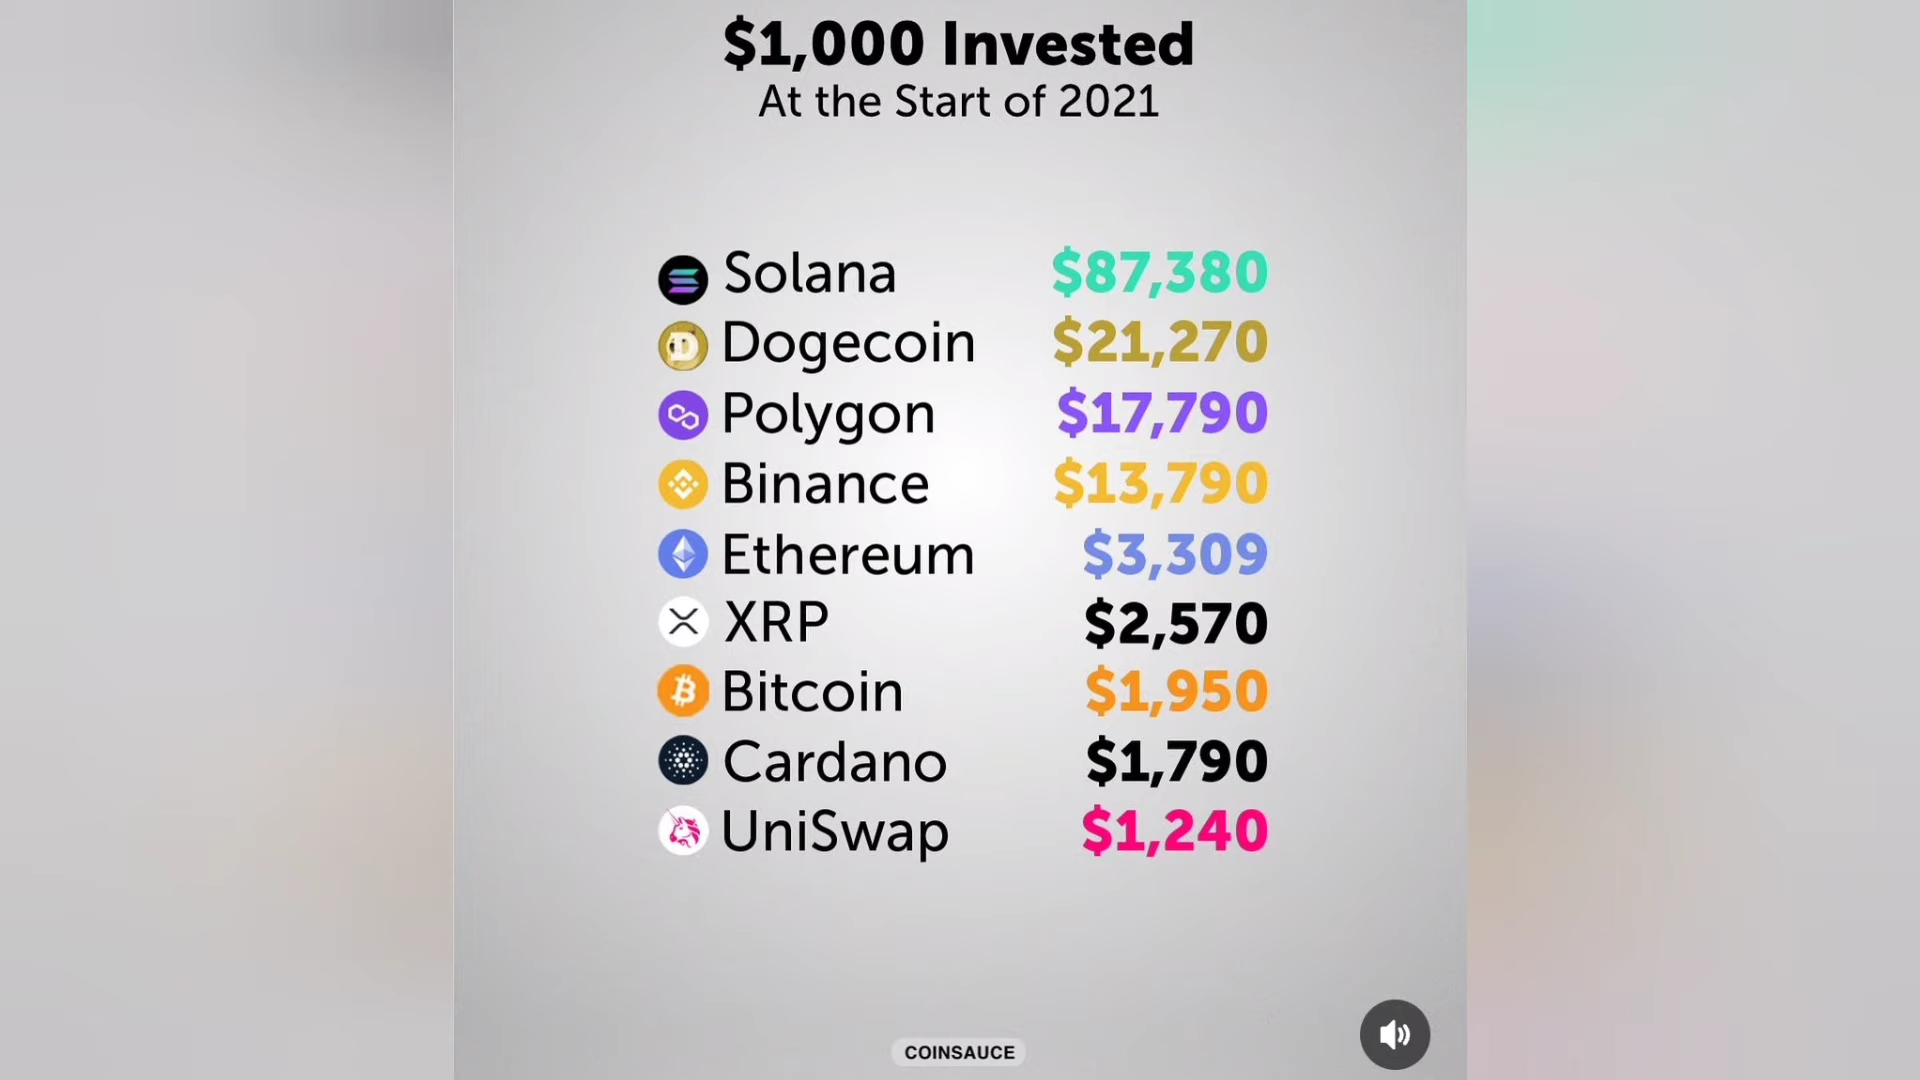 $1,000 Invested
At the Start of 2021
Solana $87,380
Dogecoin $21,270
Polygon $17,790
Binance $13,790
Ethereum $3,309
XRP $2,570
Bitcoin $1,950
Cardano $1,790
UniSwap $1,240
COINSAUCE